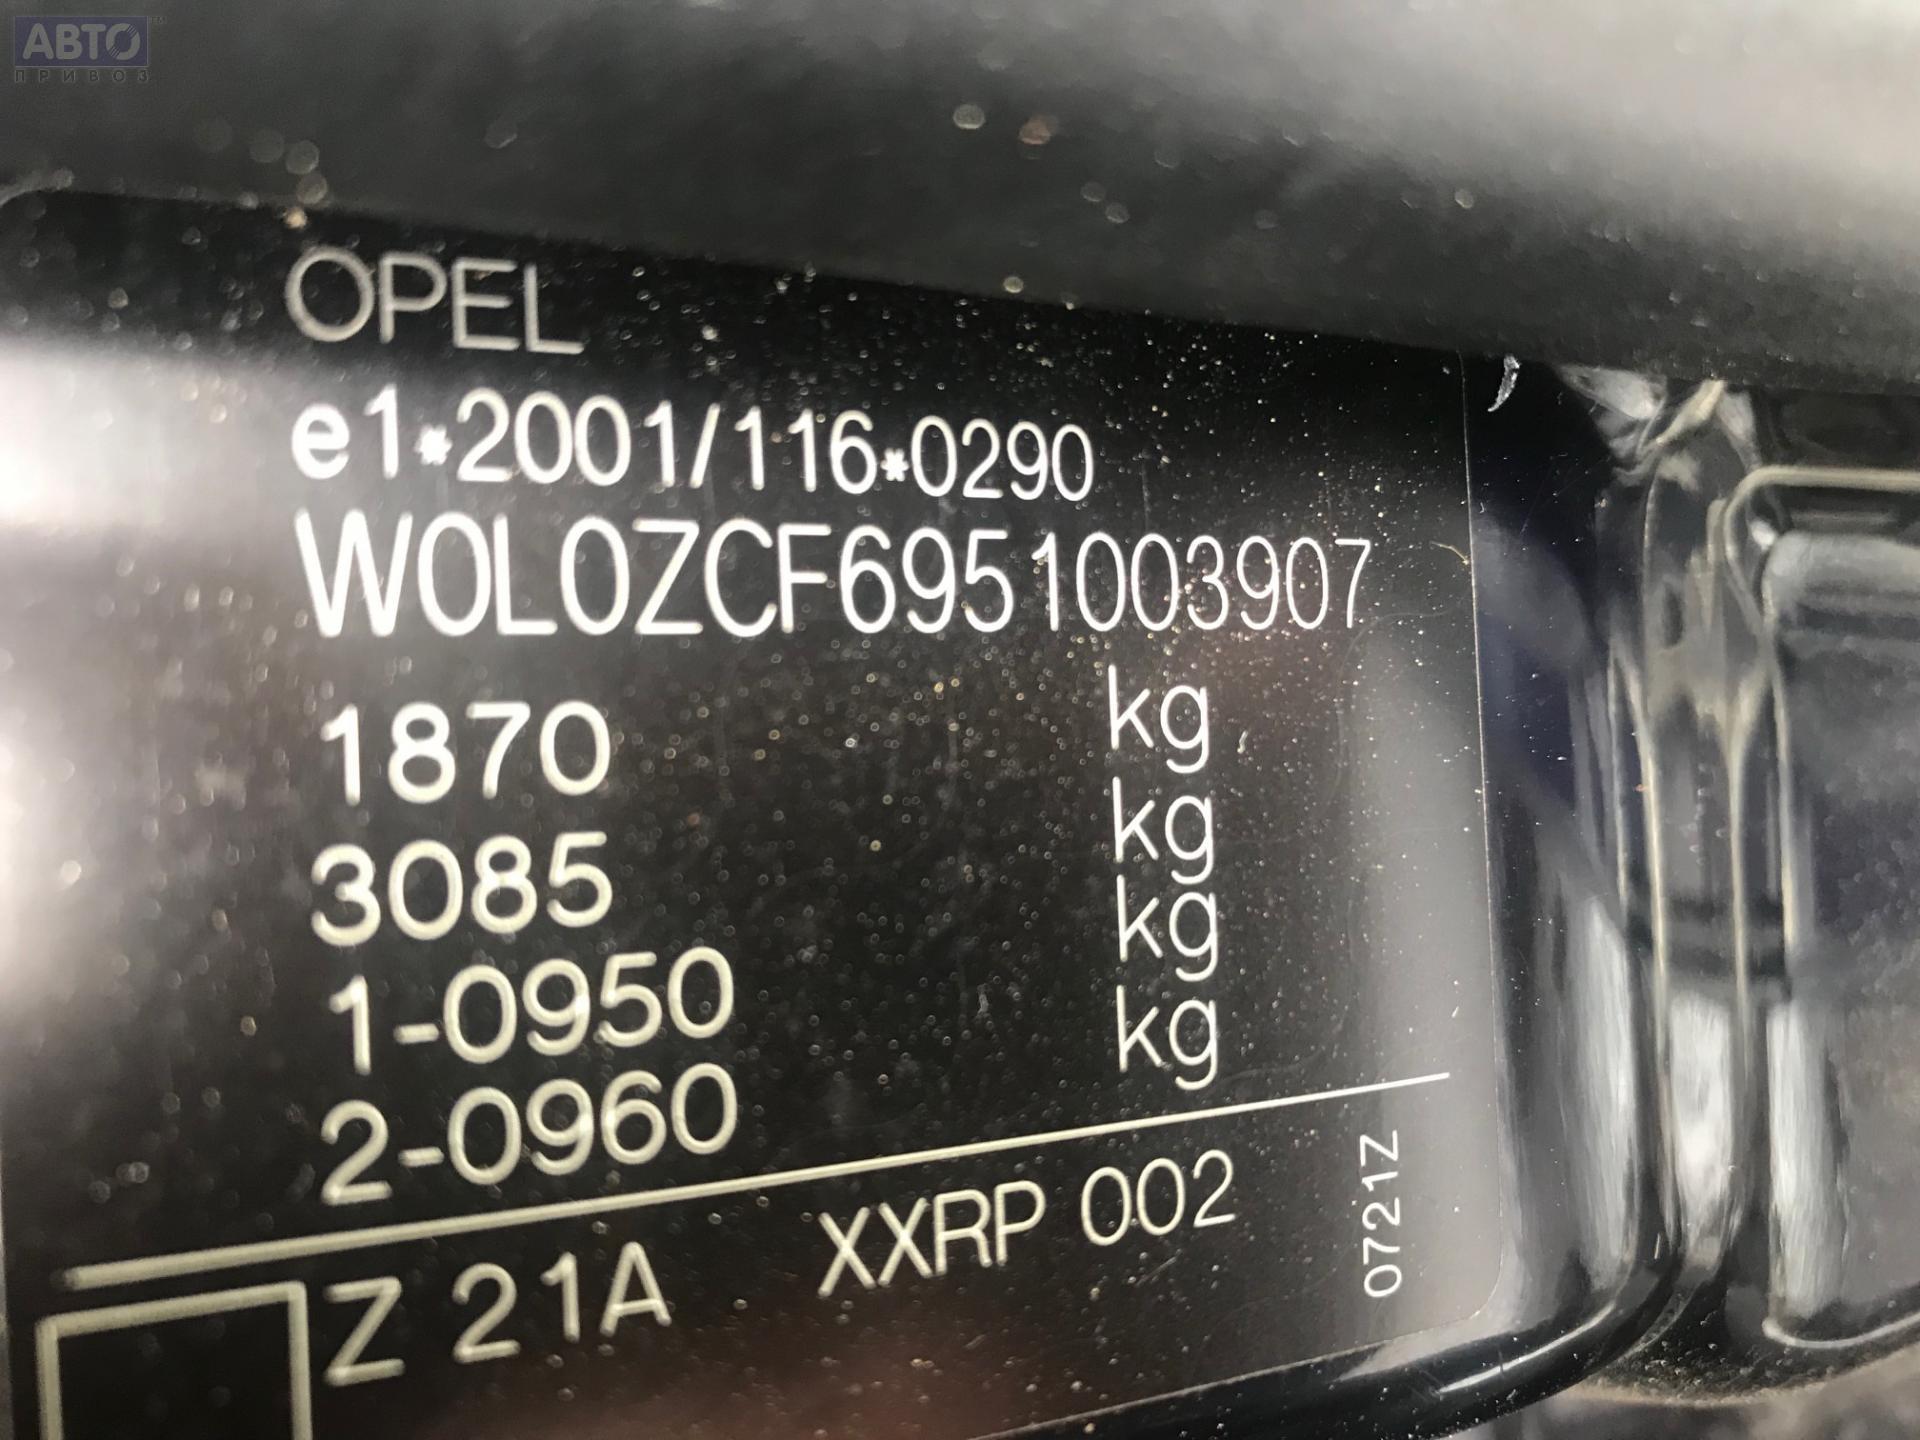 АВТО™
ПРИВОЗ
OPEL
e1*2001/116*0290
W0L0ZCF6951003907
1870 kg
3085 kg
1-0950 kg
2-0960 kg
Z 21A XXRP 002
0721Z